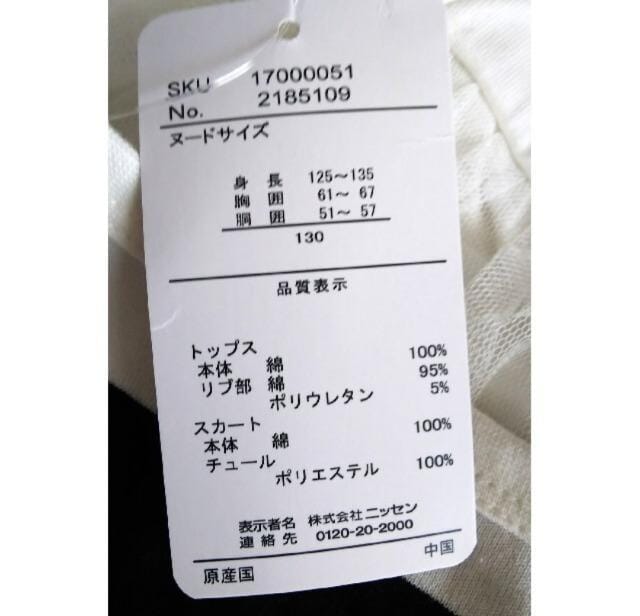 SKU 17000051
No. 2185109
ヌードサイズ
身長 125〜135
胸囲 61〜67
胴囲 51〜57
130
品質表示
トップス
本体 綿 100%
リブ部 綿 95%
ポリウレタン 5%
スカート
本体 綿 100%
チュール
ポリエステル 100%
表示者名 株式会社ニッセン
連絡先 0120-20-2000
原産国 中国